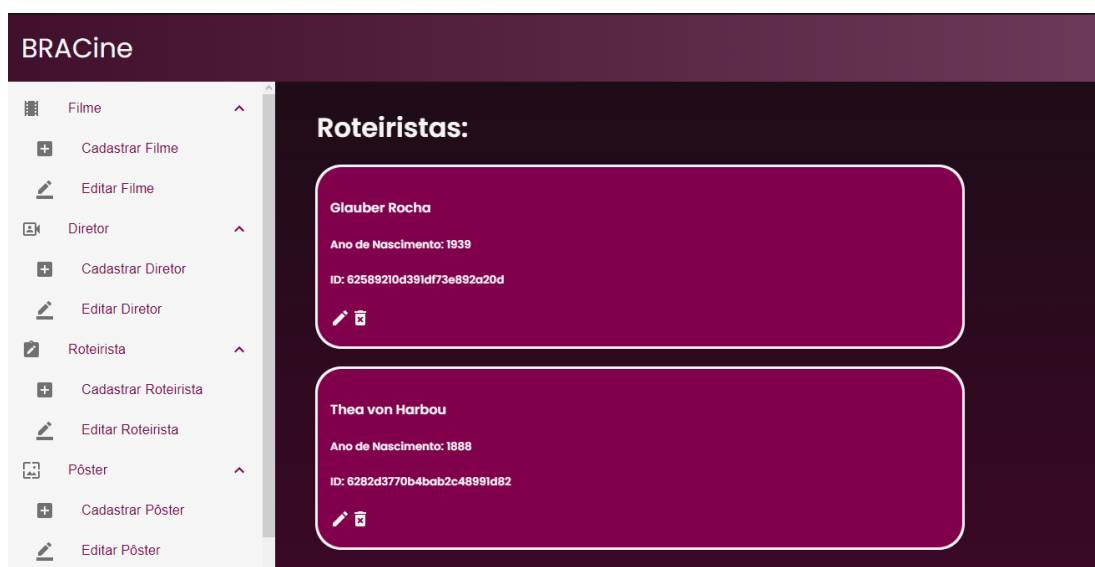 BRACine
Filme
Cadastrar Filme
Editar Filme
Diretor
Cadastrar Diretor
Editar Diretor
Roteirista
Cadastrar Roteirista
Editar Roteirista
Pôster
Cadastrar Pôster
Editar Pôster
Roteiristas:
Glauber Rocha
Ano de Nascimento: 1939
ID: 62589210d391df73e892a20d
Thea von Harbou
Ano de Nascimento: 1888
ID: 6282d3770b4bab2c48991d82